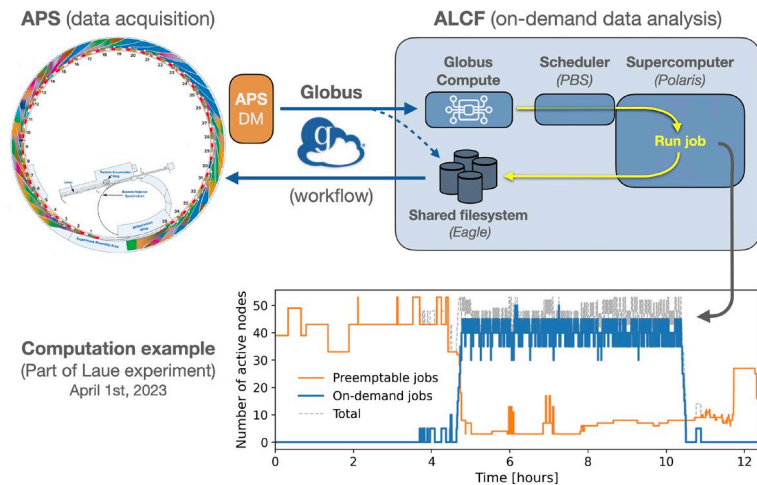 APS (data acquisition)
ALCF (on-demand data analysis)
APS
DM
Globus
(workflow)
Globus
Compute
Scheduler
(PBS)
Supercomputer
(Polaris)
Run job
Shared filesystem
(Eagle)
Computation example
(Part of Laue experiment)
April 1st, 2023
Number of active nodes
50
40
30
20
10
0
Preemptable jobs
On-demand jobs
Total
0
2
4
6
8
10
12
Time [hours]